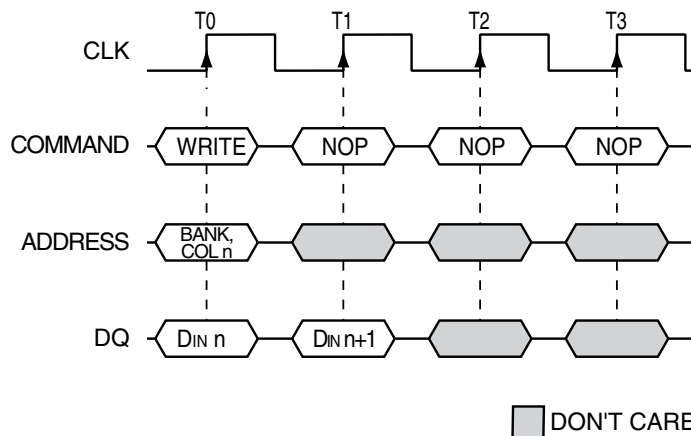 T0 T1 T2 T3
CLK
COMMAND WRITE NOP NOP NOP
ADDRESS BANK,
COL n
DQ DIN n DIN n+1
DON'T CARE